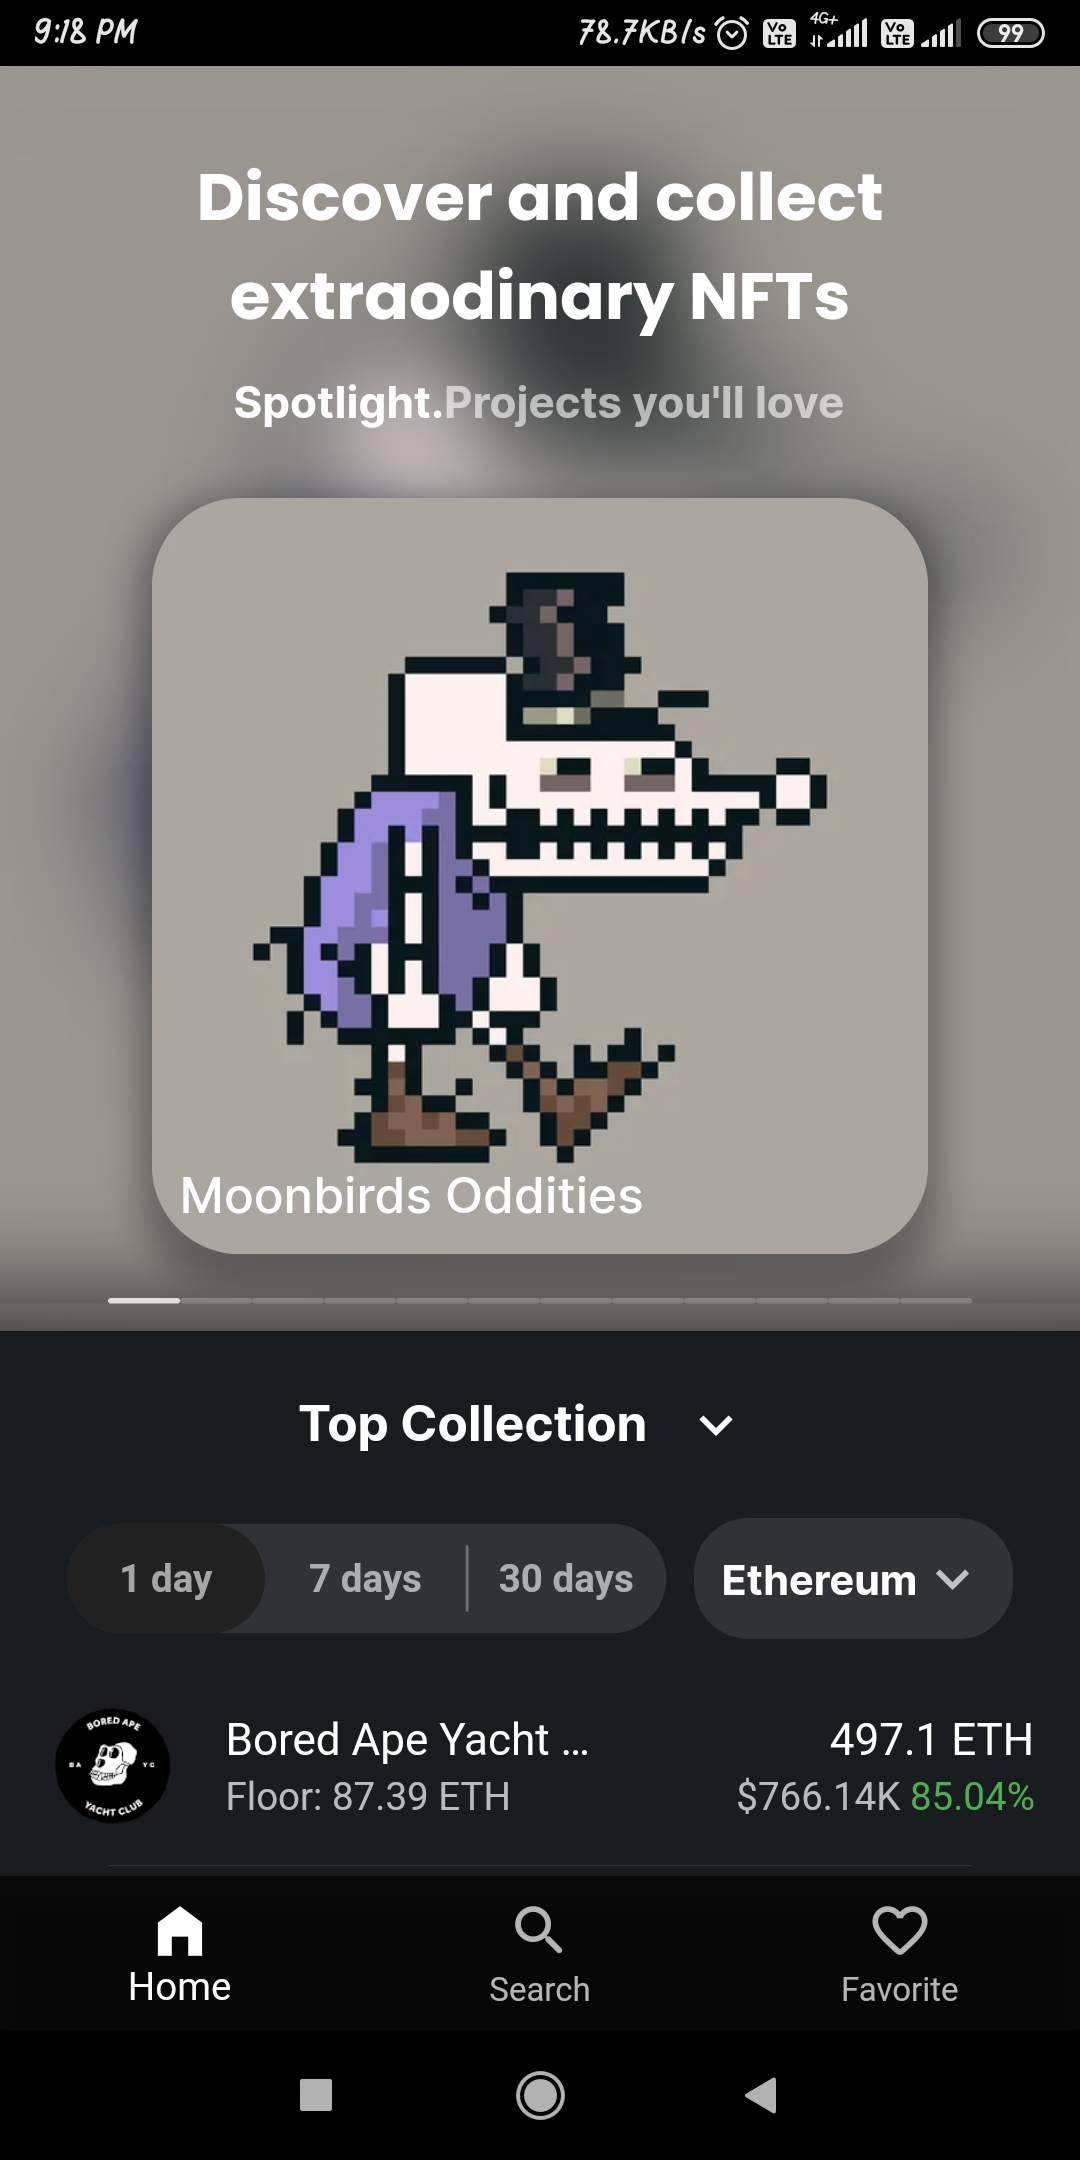 9:18 PM 78.7KB/s Vo LTE 4G+ Vo LTE 99
Discover and collect
extraodinary NFTs
Spotlight.Projects you'll love
Moonbirds Oddities
Top Collection
1 day 7 days 30 days Ethereum
BORED APE
BA YC
YACHT CLUB
Bored Ape Yacht ... 497.1 ETH
Floor: 87.39 ETH $766.14K 85.04%
Home Search Favorite